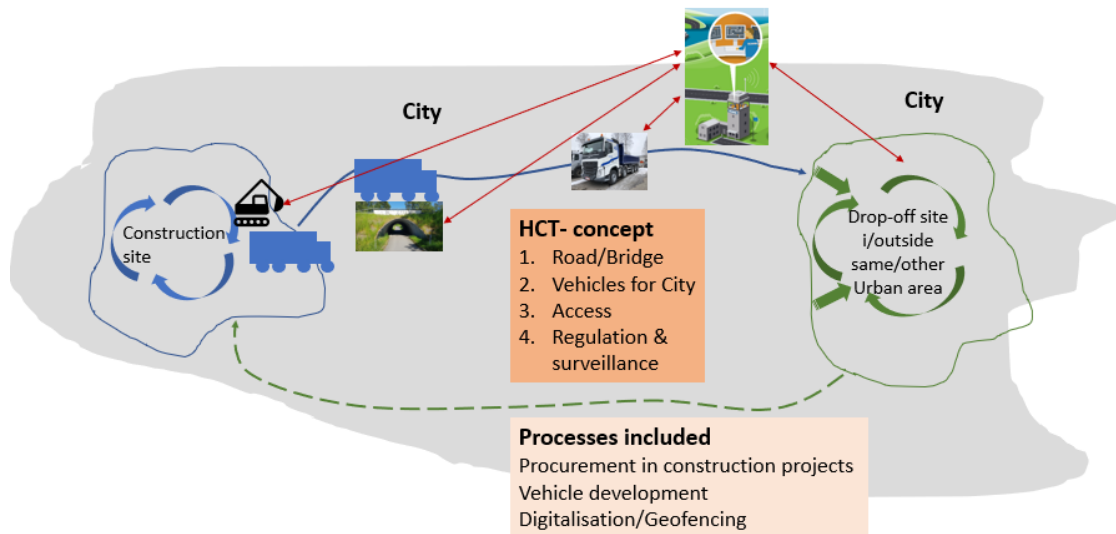 City
City
Construction
site
Drop-off site
i/outside
same/other
Urban area
HCT- concept
1. Road/Bridge
2. Vehicles for City
3. Access
4. Regulation &
surveillance
Processes included
Procurement in construction projects
Vehicle development
Digitalisation/Geofencing